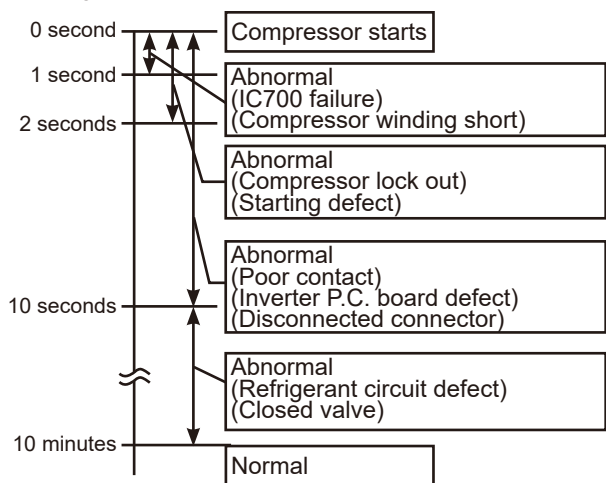 0 second
Compressor starts
1 second
Abnormal
(IC700 failure)
(Compressor winding short)
2 seconds
Abnormal
(Compressor lock out)
(Starting defect)
Abnormal
(Poor contact)
(Inverter P.C. board defect)
(Disconnected connector)
10 seconds
Abnormal
(Refrigerant circuit defect)
(Closed valve)
10 minutes
Normal